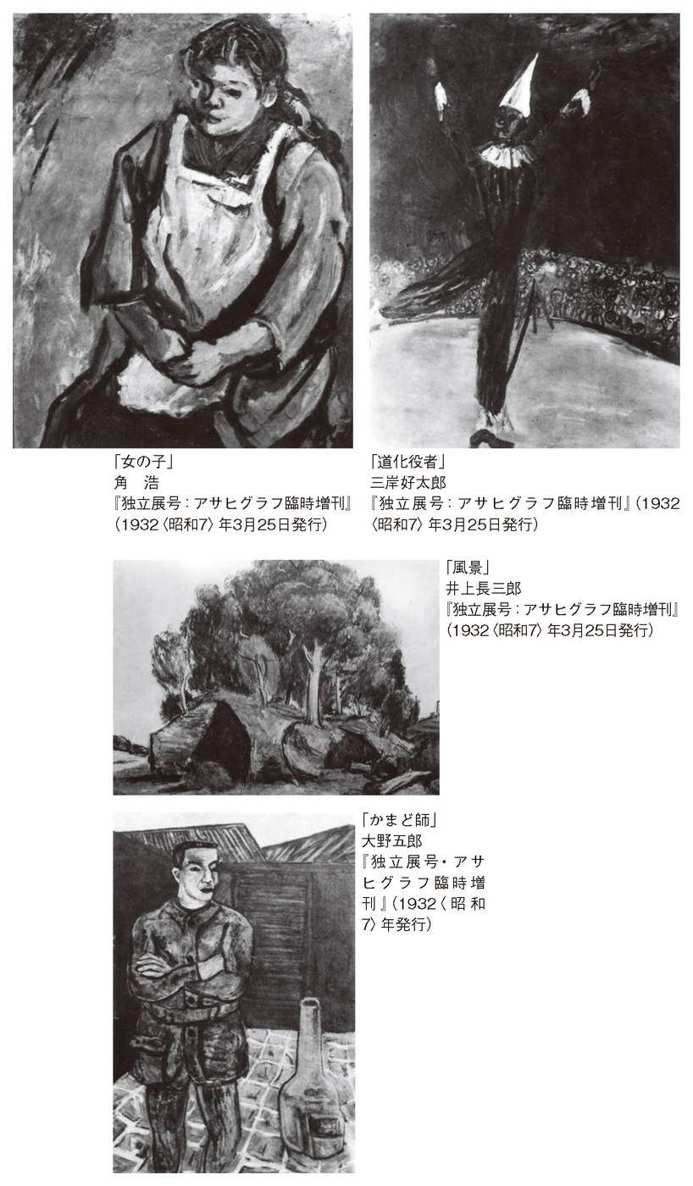 「女の子」
角　浩
『独立展号：アサヒグラフ臨時増刊』
（1932〈昭和7〉年3月25日発行）
「道化役者」
三岸好太郎
『独立展号：アサヒグラフ臨時増刊』（1932
〈昭和7〉年3月25日発行）
「風景」
井上長三郎
『独立展号：アサヒグラフ臨時増刊』
（1932〈昭和7〉年3月25日発行）
「かまど師」
大野五郎
『独立展号・アサ
ヒグラフ臨時増
刊』（1932〈昭和
7〉年発行）